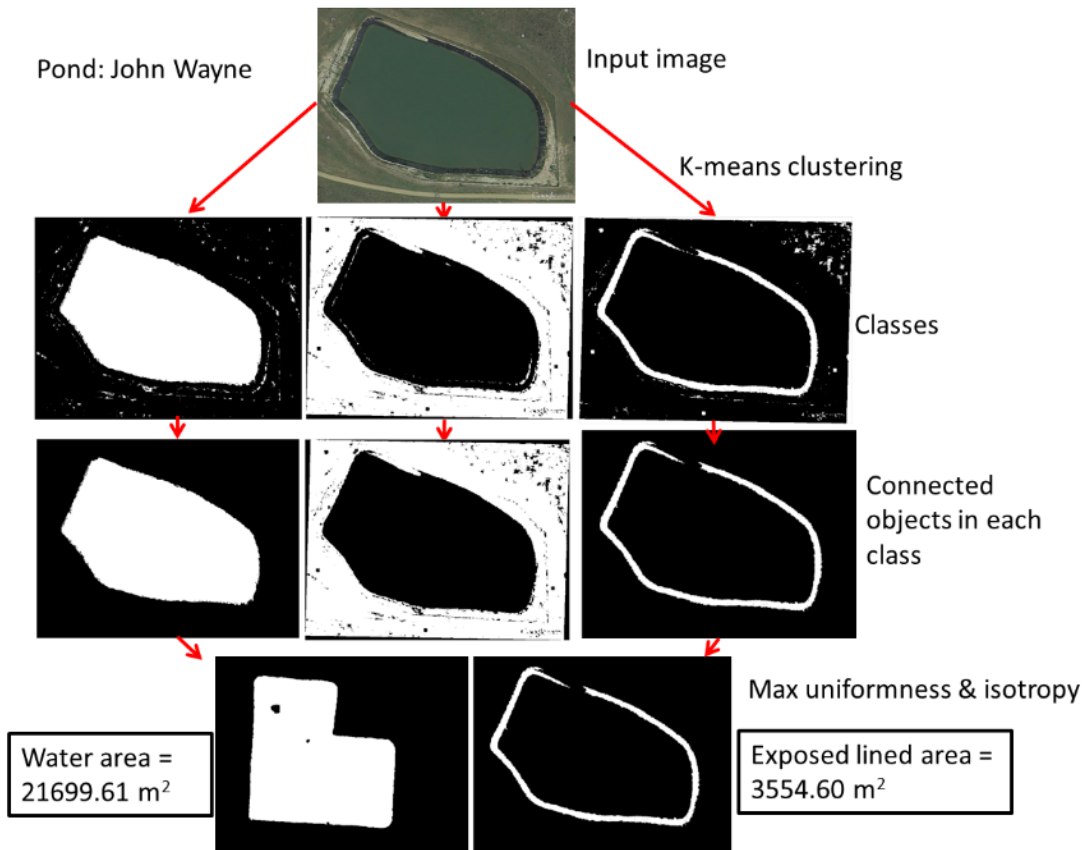 Pond: John Wayne
Input image
K-means clustering
Classes
Connected
objects in each
class
Max uniformness & isotropy
Water area =
21699.61 m²
Exposed lined area =
3554.60 m²